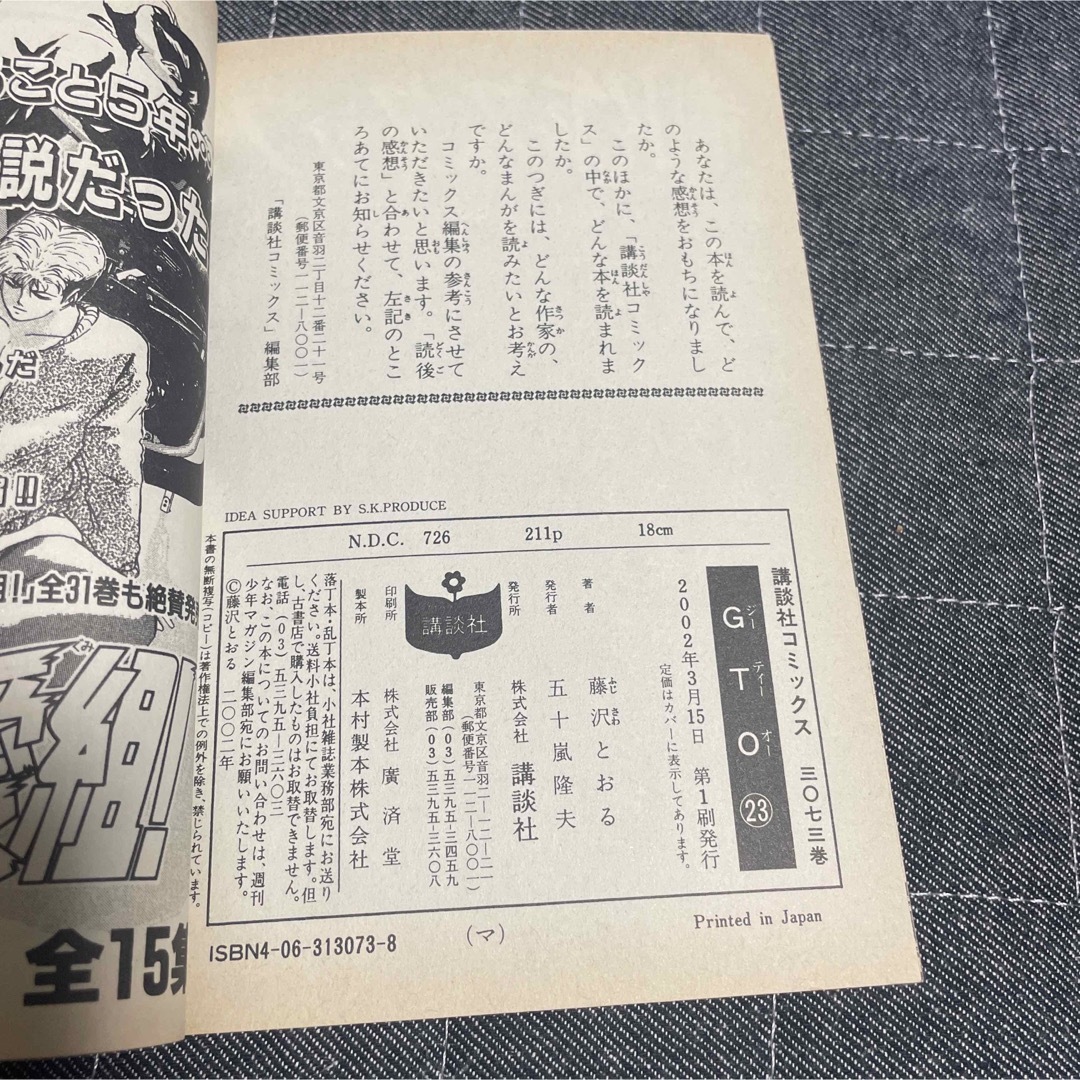 あなたは、この本を読んで、ど
のような感想をおもちになりまし
たか。
このほかに、「講談社コミック
ス」の中で、どんな本を読まれま
したか。
このつぎには、どんな作家の、
どんなまんがを読みたいとお考え
ですか。
コミックス編集の参考にさせて
いただきたいと思います。「読後
の感想」と合わせて、左記のとこ
ろあてにお知らせください。
東京都文京区音羽二丁目十二番二十一号
(郵便番号一一二―八〇〇一)
「講談社コミックス」編集部
IDEA SUPPORT BY S.K.PRODUCE
N.D.C. 726 211p 18cm
講談社コミックス 三〇七三巻
GTO 23
ジー ティー オー
2002年3月15日 第1刷発行
定価はカバーに表示してあります。
著者 藤沢とおる
ふじさわ
発行者 五十嵐隆夫
発行所 株式会社 講談社
東京都文京区音羽二―一二―二一
(郵便番号一一二―八〇〇一)
編集部(03)五三九五―三四五九
販売部(03)五三九五―三六〇八
講談社
印刷所 株式会社 廣済堂
製本所 本村製本株式会社
落丁本・乱丁本は、小社雑誌業務部宛にお送り
ください。送料小社負担にてお取替します。但
し、古書店で購入したものはお取替できません。
電話(03)五三九五―三六〇三
なお、この本についてのお問い合わせは、週刊
少年マガジン編集部宛にお願いいたします。
©藤沢とおる 二〇〇二年
本書の無断複写(コピー)は著作権法上での例外を除き、禁じられています。
ISBN4-06-313073-8
(マ)
Printed in Japan
こと5年
説だった
だ
!!
!」全31巻も絶賛発
組!
全15集